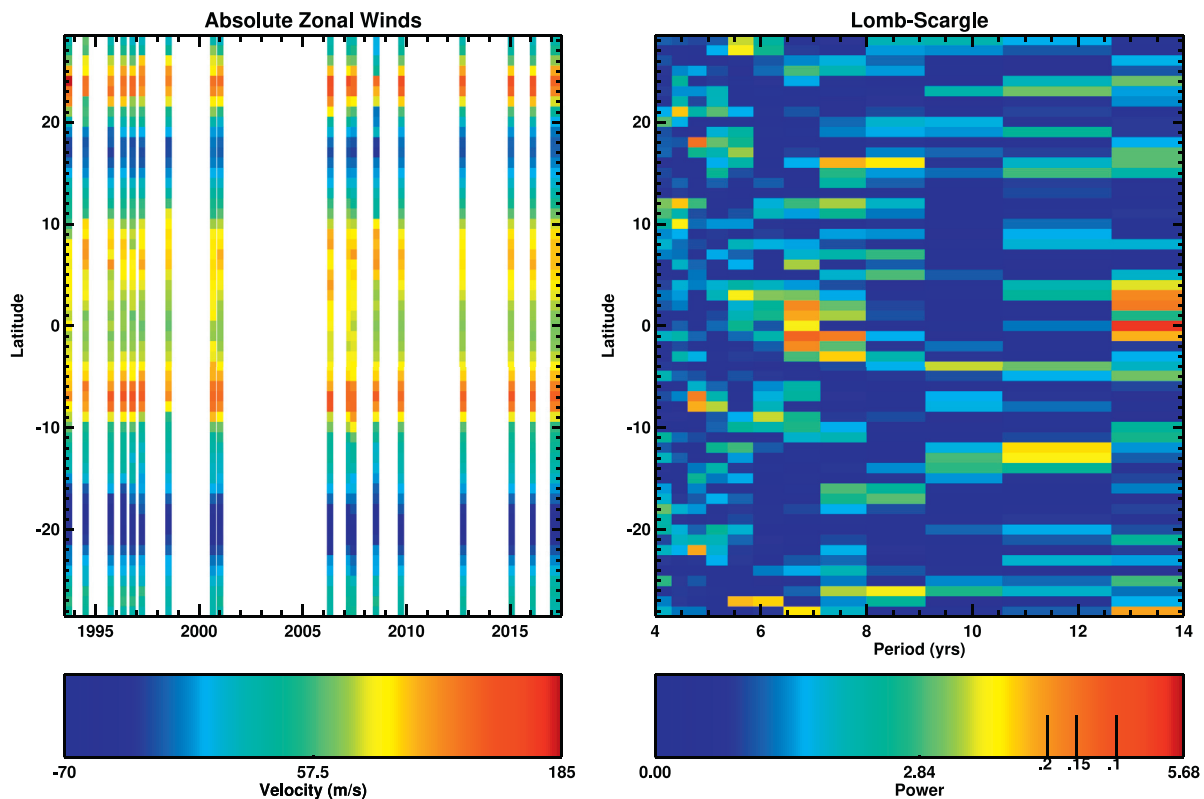 Absolute Zonal Winds
Latitude
20
10
0
-10
-20
1995 2000 2005 2010 2015
-70 57.5 185
Velocity (m/s)
Lomb-Scargle
Latitude
20
10
0
-10
-20
4 6 8 10 12 14
Period (yrs)
.2 .15 .1
0.00 2.84 5.68
Power